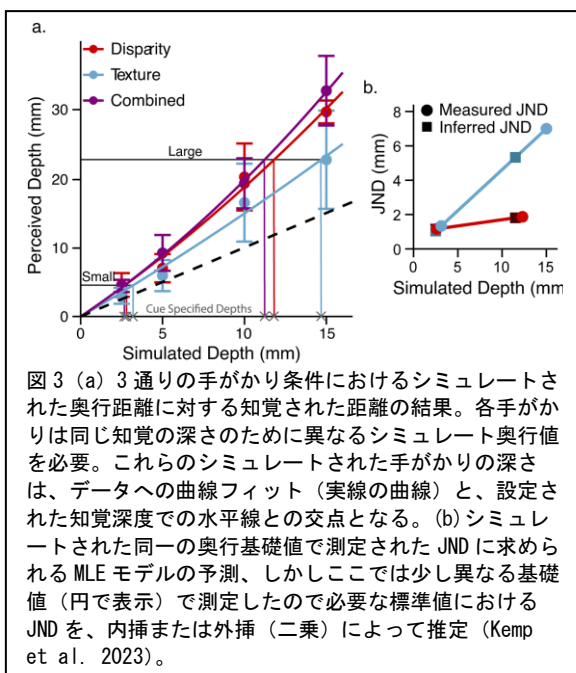 a.
Disparity
Texture
Combined
Perceived Depth (mm)
30
20
10
0
Large
Small
Cue Specified Depths
0
5
10
15
Simulated Depth (mm)
b.
Measured JND
Inferred JND
JND (mm)
8
6
4
2
0
5
10
15
Simulated Depth (mm
図 3 (a) 3 通りの手がかり条件におけるシミュレートさ
れた奥行距離に対する知覚された距離の結果。各手がか
りは同じ知覚の深さのために異なるシミュレート奥行値
を必要。これらのシミュレートされた手がかりの深さ
は、データへの曲線フィット（実線の曲線）と、設定さ
れた知覚深度での水平線との交点となる。(b) シミュレ
ートされた同一の奥行基礎値で測定された JND に求めら
れる MLE モデルの予測、しかしここでは少し異なる基礎
値（円で表示）で測定したので必要な標準値における
JND を、内挿または外挿（二乗）によって推定（Kemp
et al. 2023)。